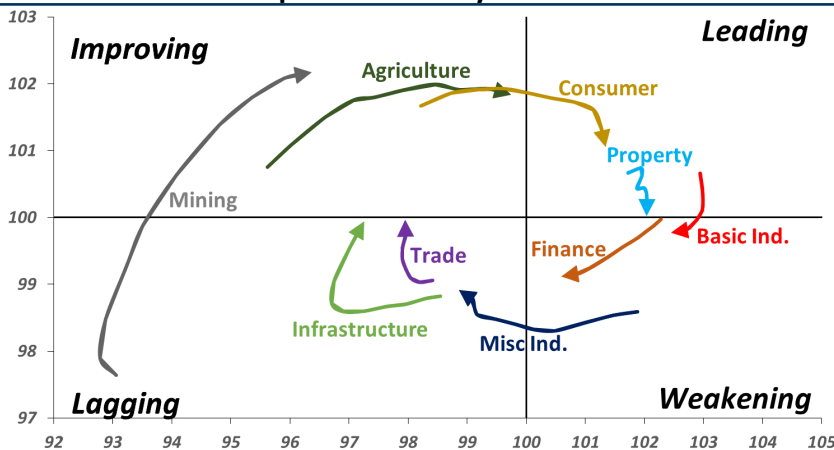 103
102
101
100
99
98
97
Improving
Leading
Agriculture
Consumer
Property
Mining
Basic Ind.
Trade
Finance
Infrastructure
Misc Ind.
Lagging
Weakening
92 93 94 95 96 97 98 99 100 101 102 103 104 105